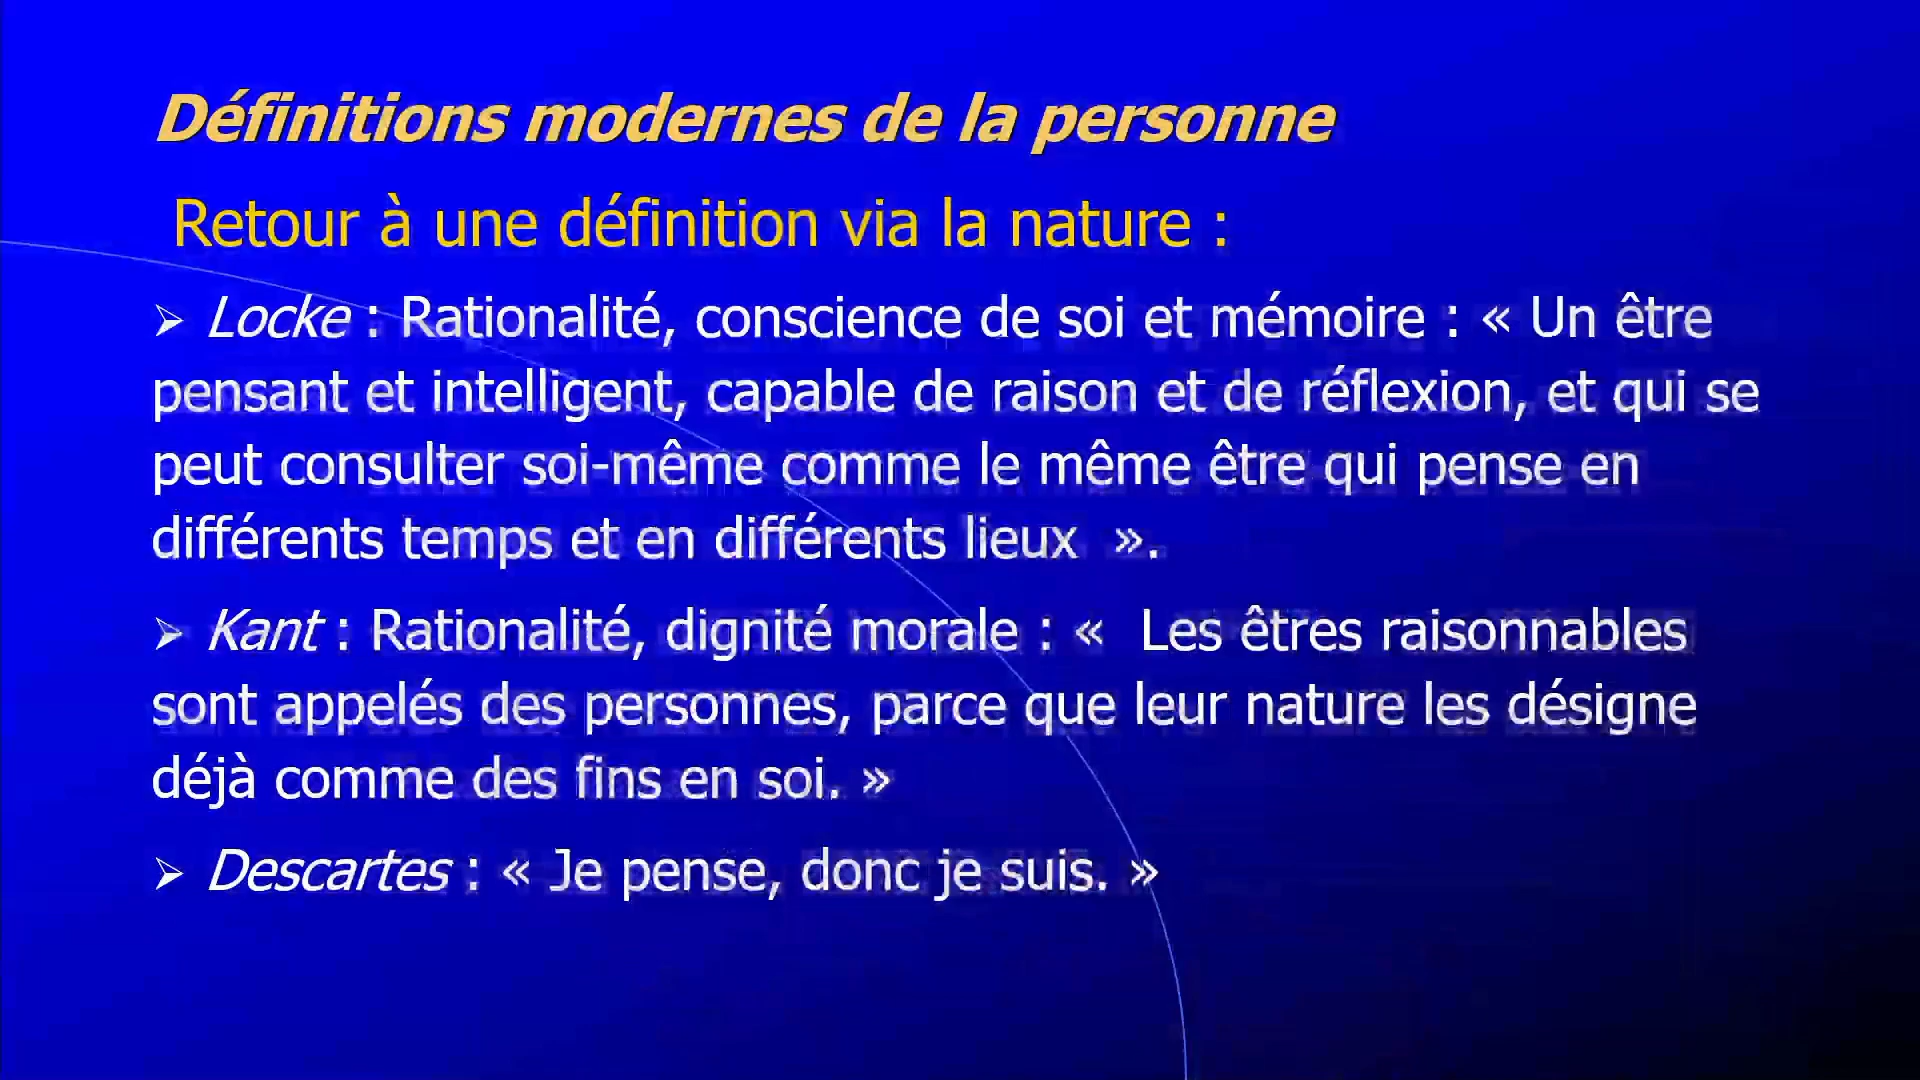 Définitions modernes de la personne
Retour à une définition via la nature :
➢ Locke : Rationalité, conscience de soi et mémoire : « Un être
pensant et intelligent, capable de raison et de réflexion, et qui se
peut consulter soi-même comme le même être qui pense en
différents temps et en différents lieux  ».
➢ Kant : Rationalité, dignité morale : «  Les êtres raisonnables
sont appelés des personnes, parce que leur nature les désigne
déjà comme des fins en soi. »
➢ Descartes : « Je pense, donc je suis. »